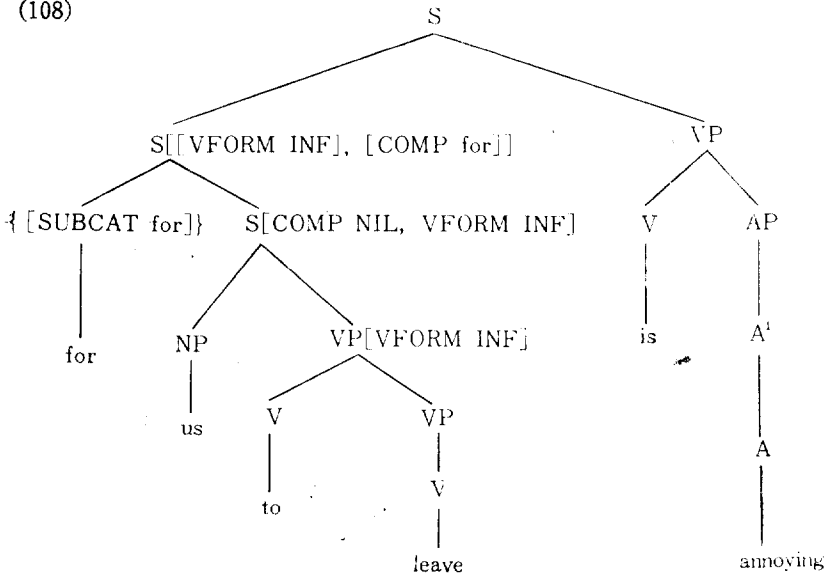 (108)
S
S[[VFORM INF], [COMP for]] VP
{[SUBCAT for]} S[COMP NIL, VFORM INF] V AP
for NP VP[VFORM INF] is A¹
us V VP A
to V
leave annoying